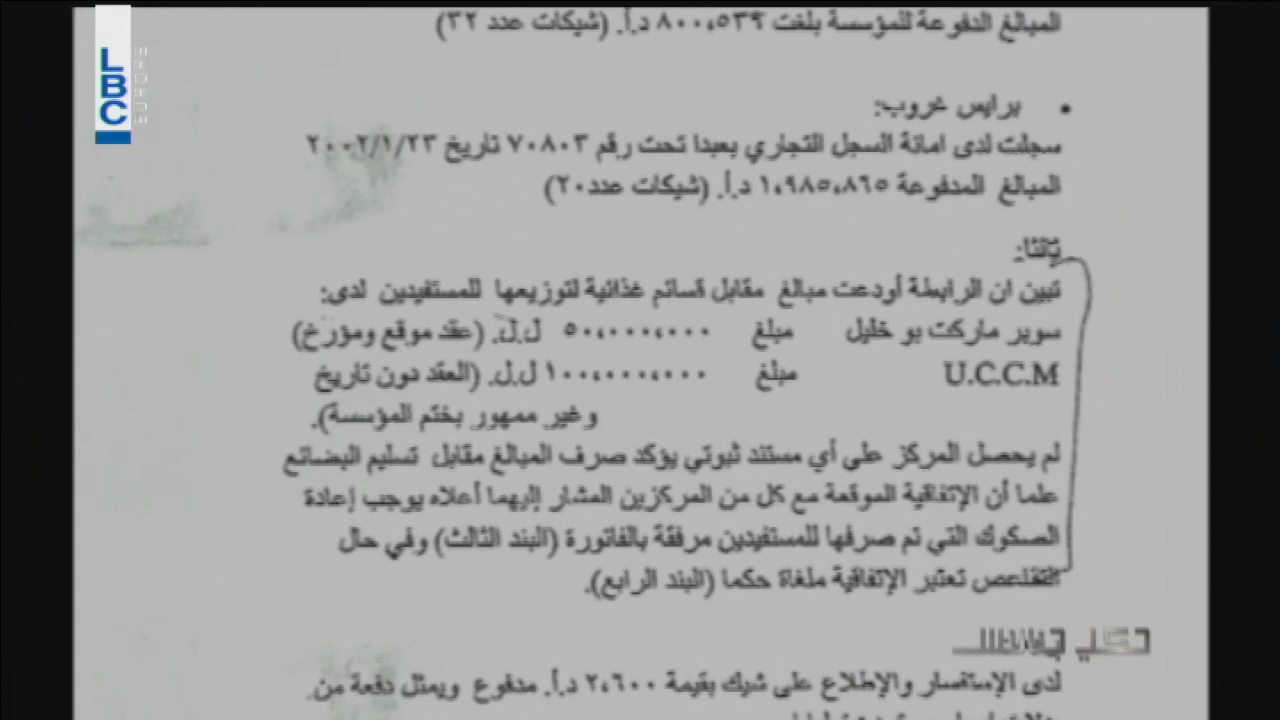 LBC
EUROPE
المبالغ الدفوعة للمؤسسة بلغت ٨٠٠،٥٣٩ د.أ. (شيكات عدد ٣٢)
• برايس غروب:
سجلت لدى امانة السجل التجاري بعبدا تحت رقم ٧٠٨٠٣ تاريخ ٢٠٠٢/١/٢٣
المبالغ المدفوعة ١،٩٨٥،٨٦٥ د.أ. (شيكات عدد٢٠)
ثالثا:
تبين ان الرابطة أودعت مبالغ مقابل قسائم غذائية لتوزيعها للمستفيدين لدى:
سوبر ماركت بو خليل مبلغ ٥٠،٠٠٠،٠٠٠ ل.ل. (عقد موقع ومؤرخ)
U.C.C.M مبلغ ١٠٠،٠٠٠،٠٠٠ ل.ل. (العقد دون تاريخ
وغير ممهور بختم المؤسسة).
لم يحصل المركز على أي مستند ثبوتي يؤكد صرف المبالغ مقابل تسليم البضائع
علما أن الإتفاقية الموقعة مع كل من المركزين المشار إليهما أعلاه يوجب إعادة
الصكوك التي تم صرفها للمستفيدين مرفقة بالفاتورة (البند الثالث) وفي حال
التقاعص تعتبر الإتفاقية ملغاة حكما (البند الرابع).
لدى الإستفسار والإطلاع على شيك بقيمة ٢،٦٠٠ د.أ. مدفوع ويمثل دفعة من